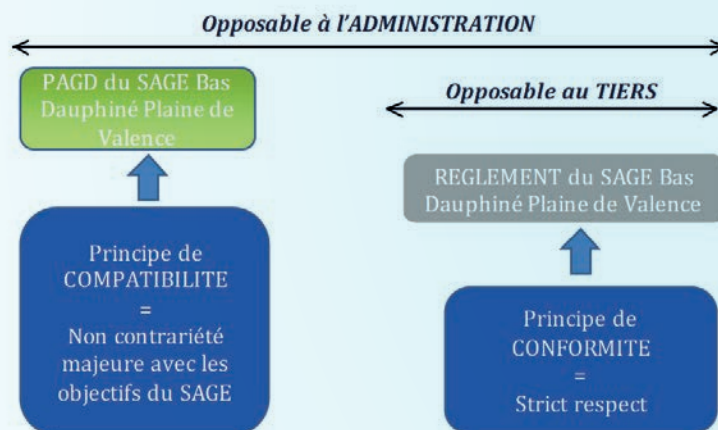 Opposable à l'ADMINISTRATION
PAGD du SAGE Bas
Dauphiné Plaine de
Valence
Opposable au TIERS
REGLEMENT du SAGE Bas
Dauphiné Plaine de Valence
Principe de
COMPATIBILITE
=
Non contrariété
majeure avec les
objectifs du SAGE
Principe de
CONFORMITE
=
Strict respect